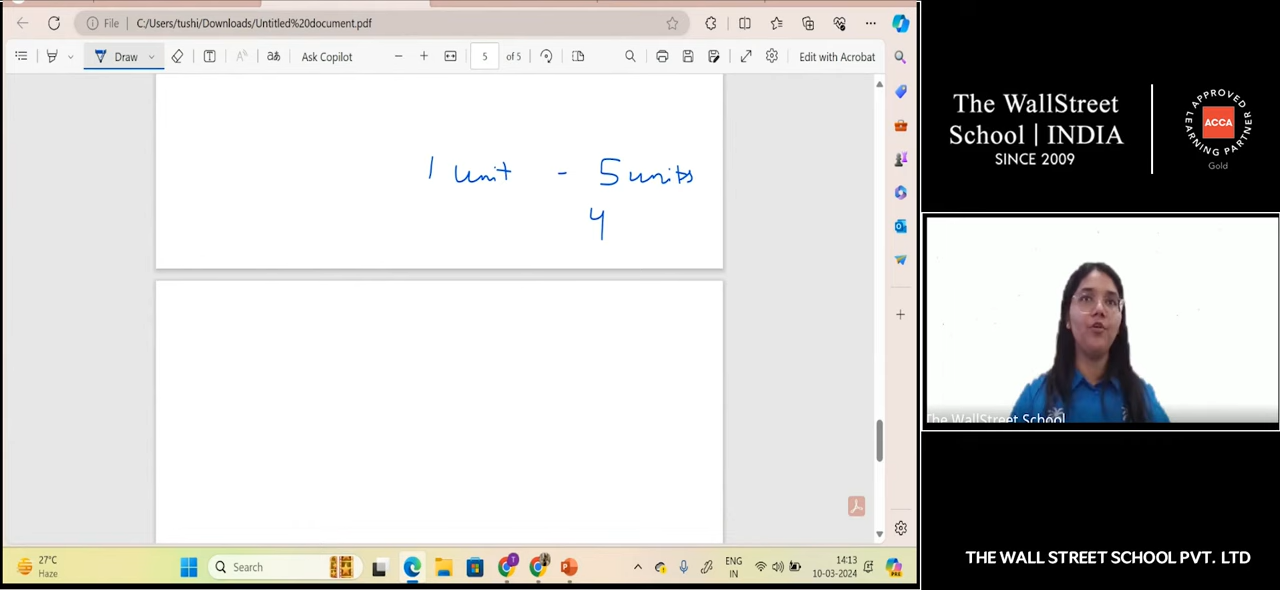 File
C:/Users/tushi/Downloads/Untitled%20document.pdf
Draw
Ask Copilot
5
of 5
Edit with Acrobat
1 unit - 5 units
4
The WallStreet
School | INDIA
SINCE 2009
APPROVED
ACCA
LEARNING PARTNER
Gold
The WallStreet School
THE WALL STREET SCHOOL PVT. LTD
27°C
Haze
Search
ENG
IN
14:13
10-03-2024